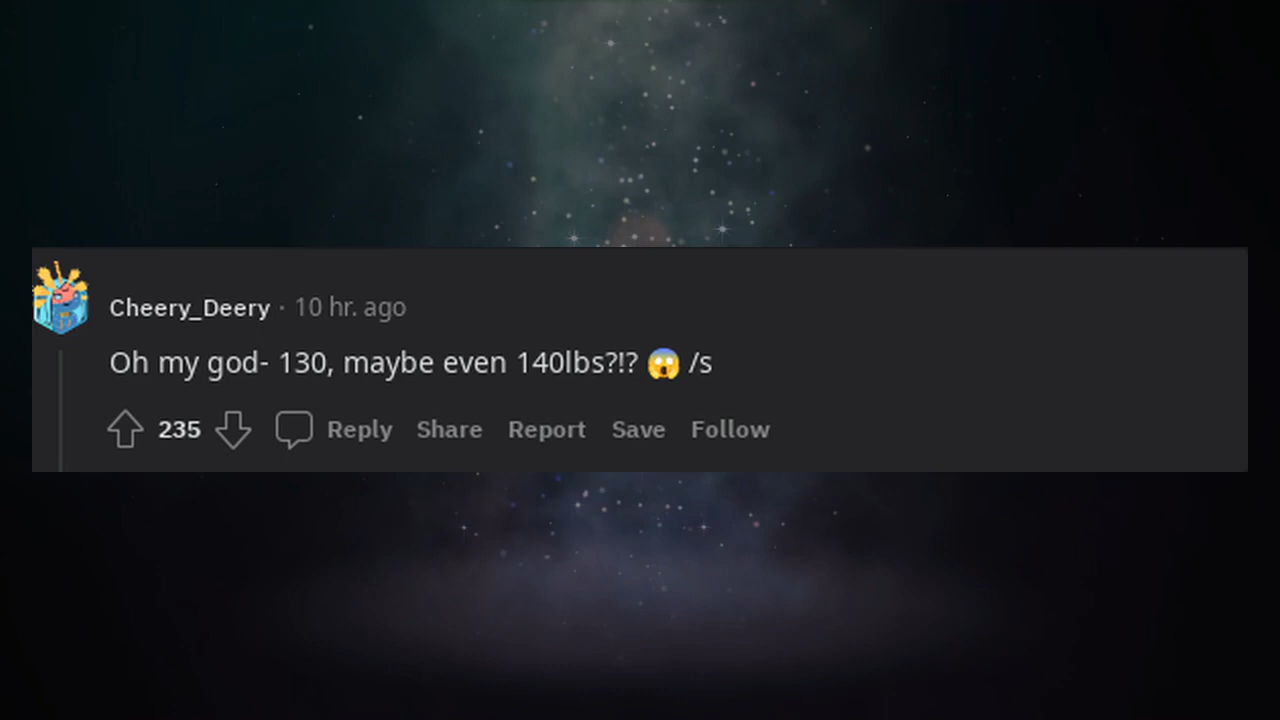 Cheery_Deery · 10 hr. ago
Oh my god- 130, maybe even 140lbs?!? 😱 /s
235 Reply Share Report Save Follow